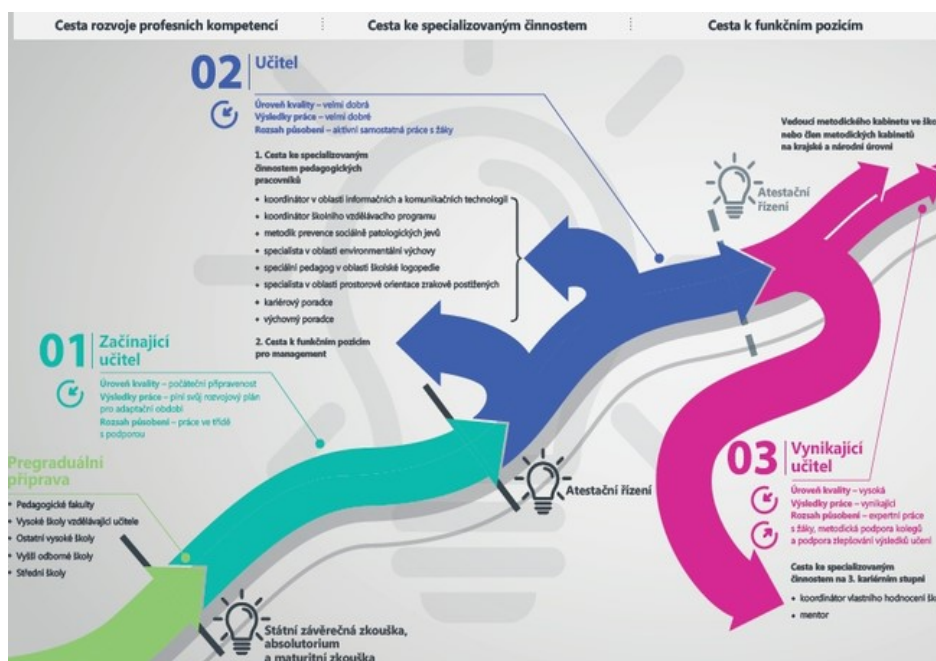 Cesta rozvoje profesních kompetencí
Cesta ke specializovaným činnostem
Cesta k funkčním pozicím
02
Učitel
Úroveň kvality – velmi dobrá
Výsledky práce – velmi dobré
Rozsah působení – aktivní samostatná práce s žáky
1. Cesta ke specializovaným
činnostem pedagogických
pracovníků
• koordinátor v oblasti informačních a komunikačních technologií
• koordinátor školního vzdělávacího programu
• metodik prevence sociálně patologických jevů
• specialista v oblasti environmentální výchovy
• speciální pedagog v oblasti školské logopedie
• specialista v oblasti prostorové orientace zrakově postižených
• kariérový poradce
• výchovný poradce
2. Cesta k funkčním pozicím
pro management
Vedoucí metodického kabinetu ve ško
nebo člen metodických kabinetů
na krajské a národní úrovni
Atestační
řízení
01
Začínající
učitel
Úroveň kvality – počáteční připravenost
Výsledky práce – plní svůj rozvojový plán
pro adaptační období
Rozsah působení – práce ve třídě
s podporou
Pregraduální
příprava
• Pedagogické fakulty
• Vysoké školy vzdělávající učitele
• Ostatní vysoké školy
• Vyšší odborné školy
• Střední školy
Atestační řízení
Státní závěrečná zkouška,
absolutorium
a maturitní zkouška
03
Vynikající
učitel
Úroveň kvality – vysoká
Výsledky práce – vynikající
Rozsah působení – expertní práce
s žáky, metodická podpora kolegů
a podpora zlepšování výsledků učení
Cesta ke specializovaným
činnostem na 3. kariérním stupni
• koordinátor vlastního hodnocení ško
• mentor